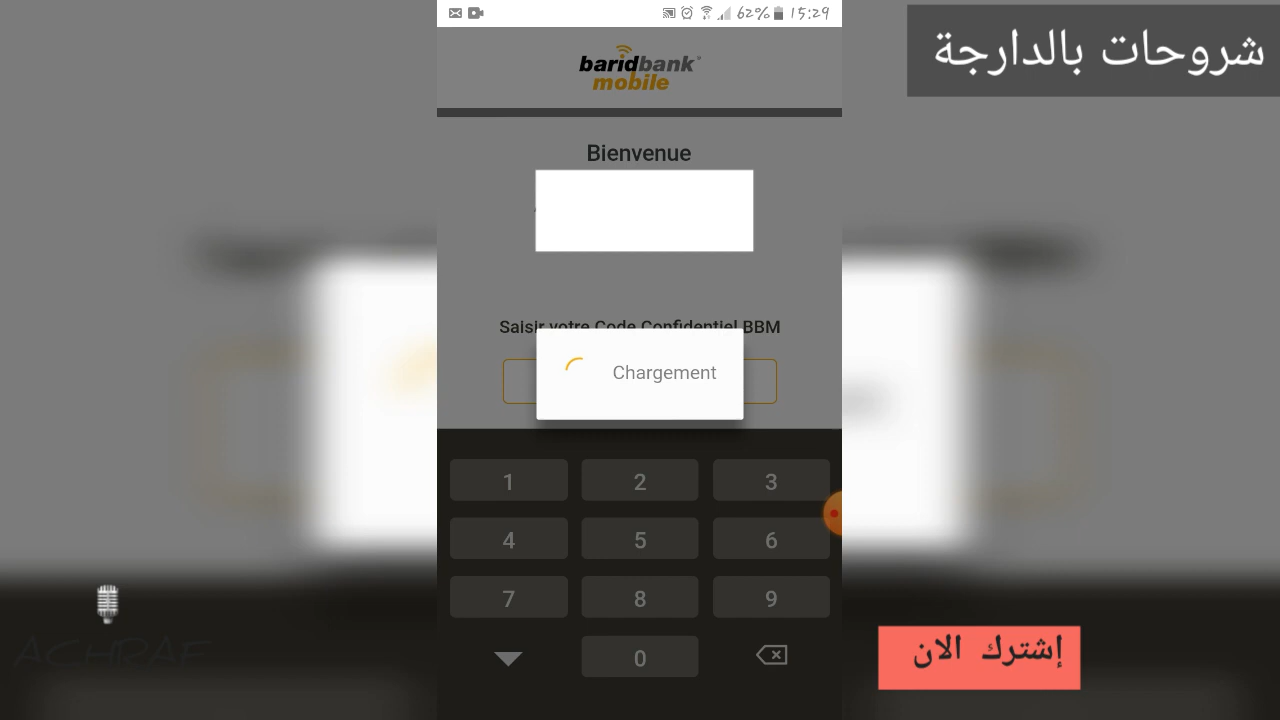 62% 15:29
شروحات بالدارجة
baridbank
mobile
Bienvenue
Saisir votre Code Confidentiel BBM
Chargement
1 2 3
4 5 6
7 8 9
0
ACHRAF
إشترك الان